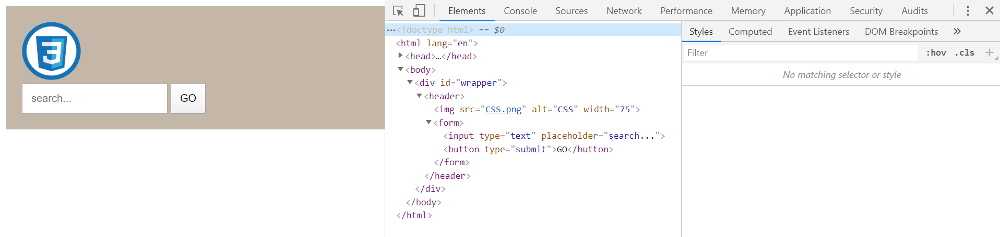 3
search...
GO
Elements Console Sources Network Performance Memory Application Security Audits
…<!doctype html> == $0
<html lang="en">
<head>…</head>
<body>
<div id="wrapper">
<header>
<img src="CSS.png" alt="CSS" width="75">
<form>
<input type="text" placeholder="search...">
<button type="submit">GO</button>
</form>
</header>
</div>
</body>
</html>
Styles Computed Event Listeners DOM Breakpoints »
Filter :hov .cls +
No matching selector or style